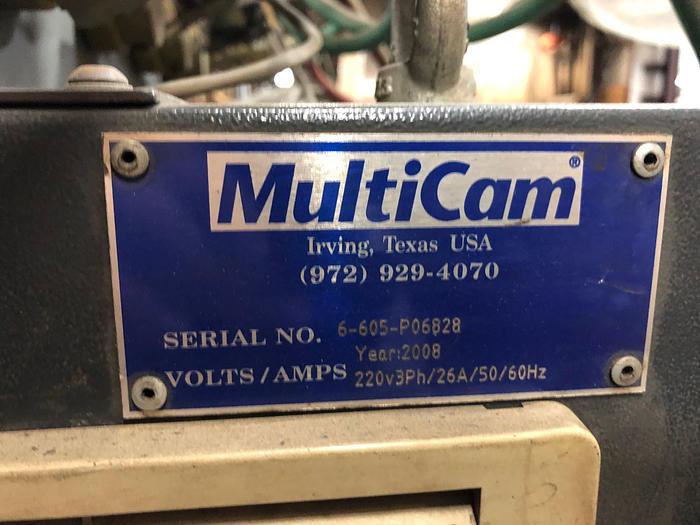 MultiCam®
Irving, Texas USA
(972) 929-4070
SERIAL NO. 6-605-P06828
Year:2008
VOLTS/AMPS 220v3Ph/26A/50/60Hz